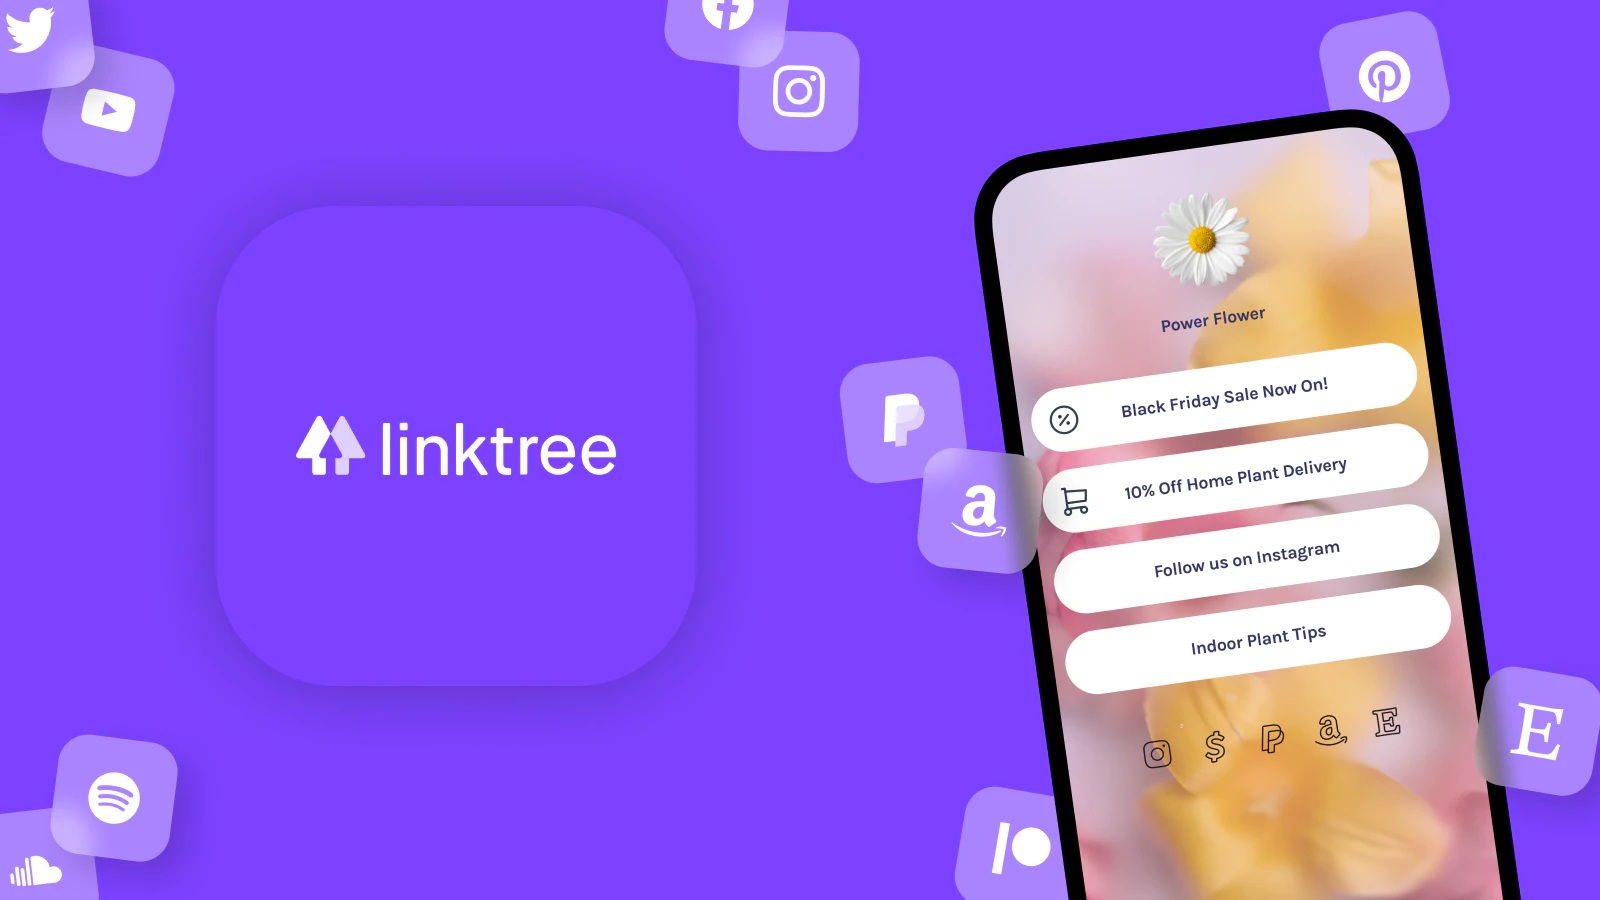 linktree
Power Flower
Black Friday Sale Now On!
10% Off Home Plant Delivery
Follow us on Instagram
Indoor Plant Tips